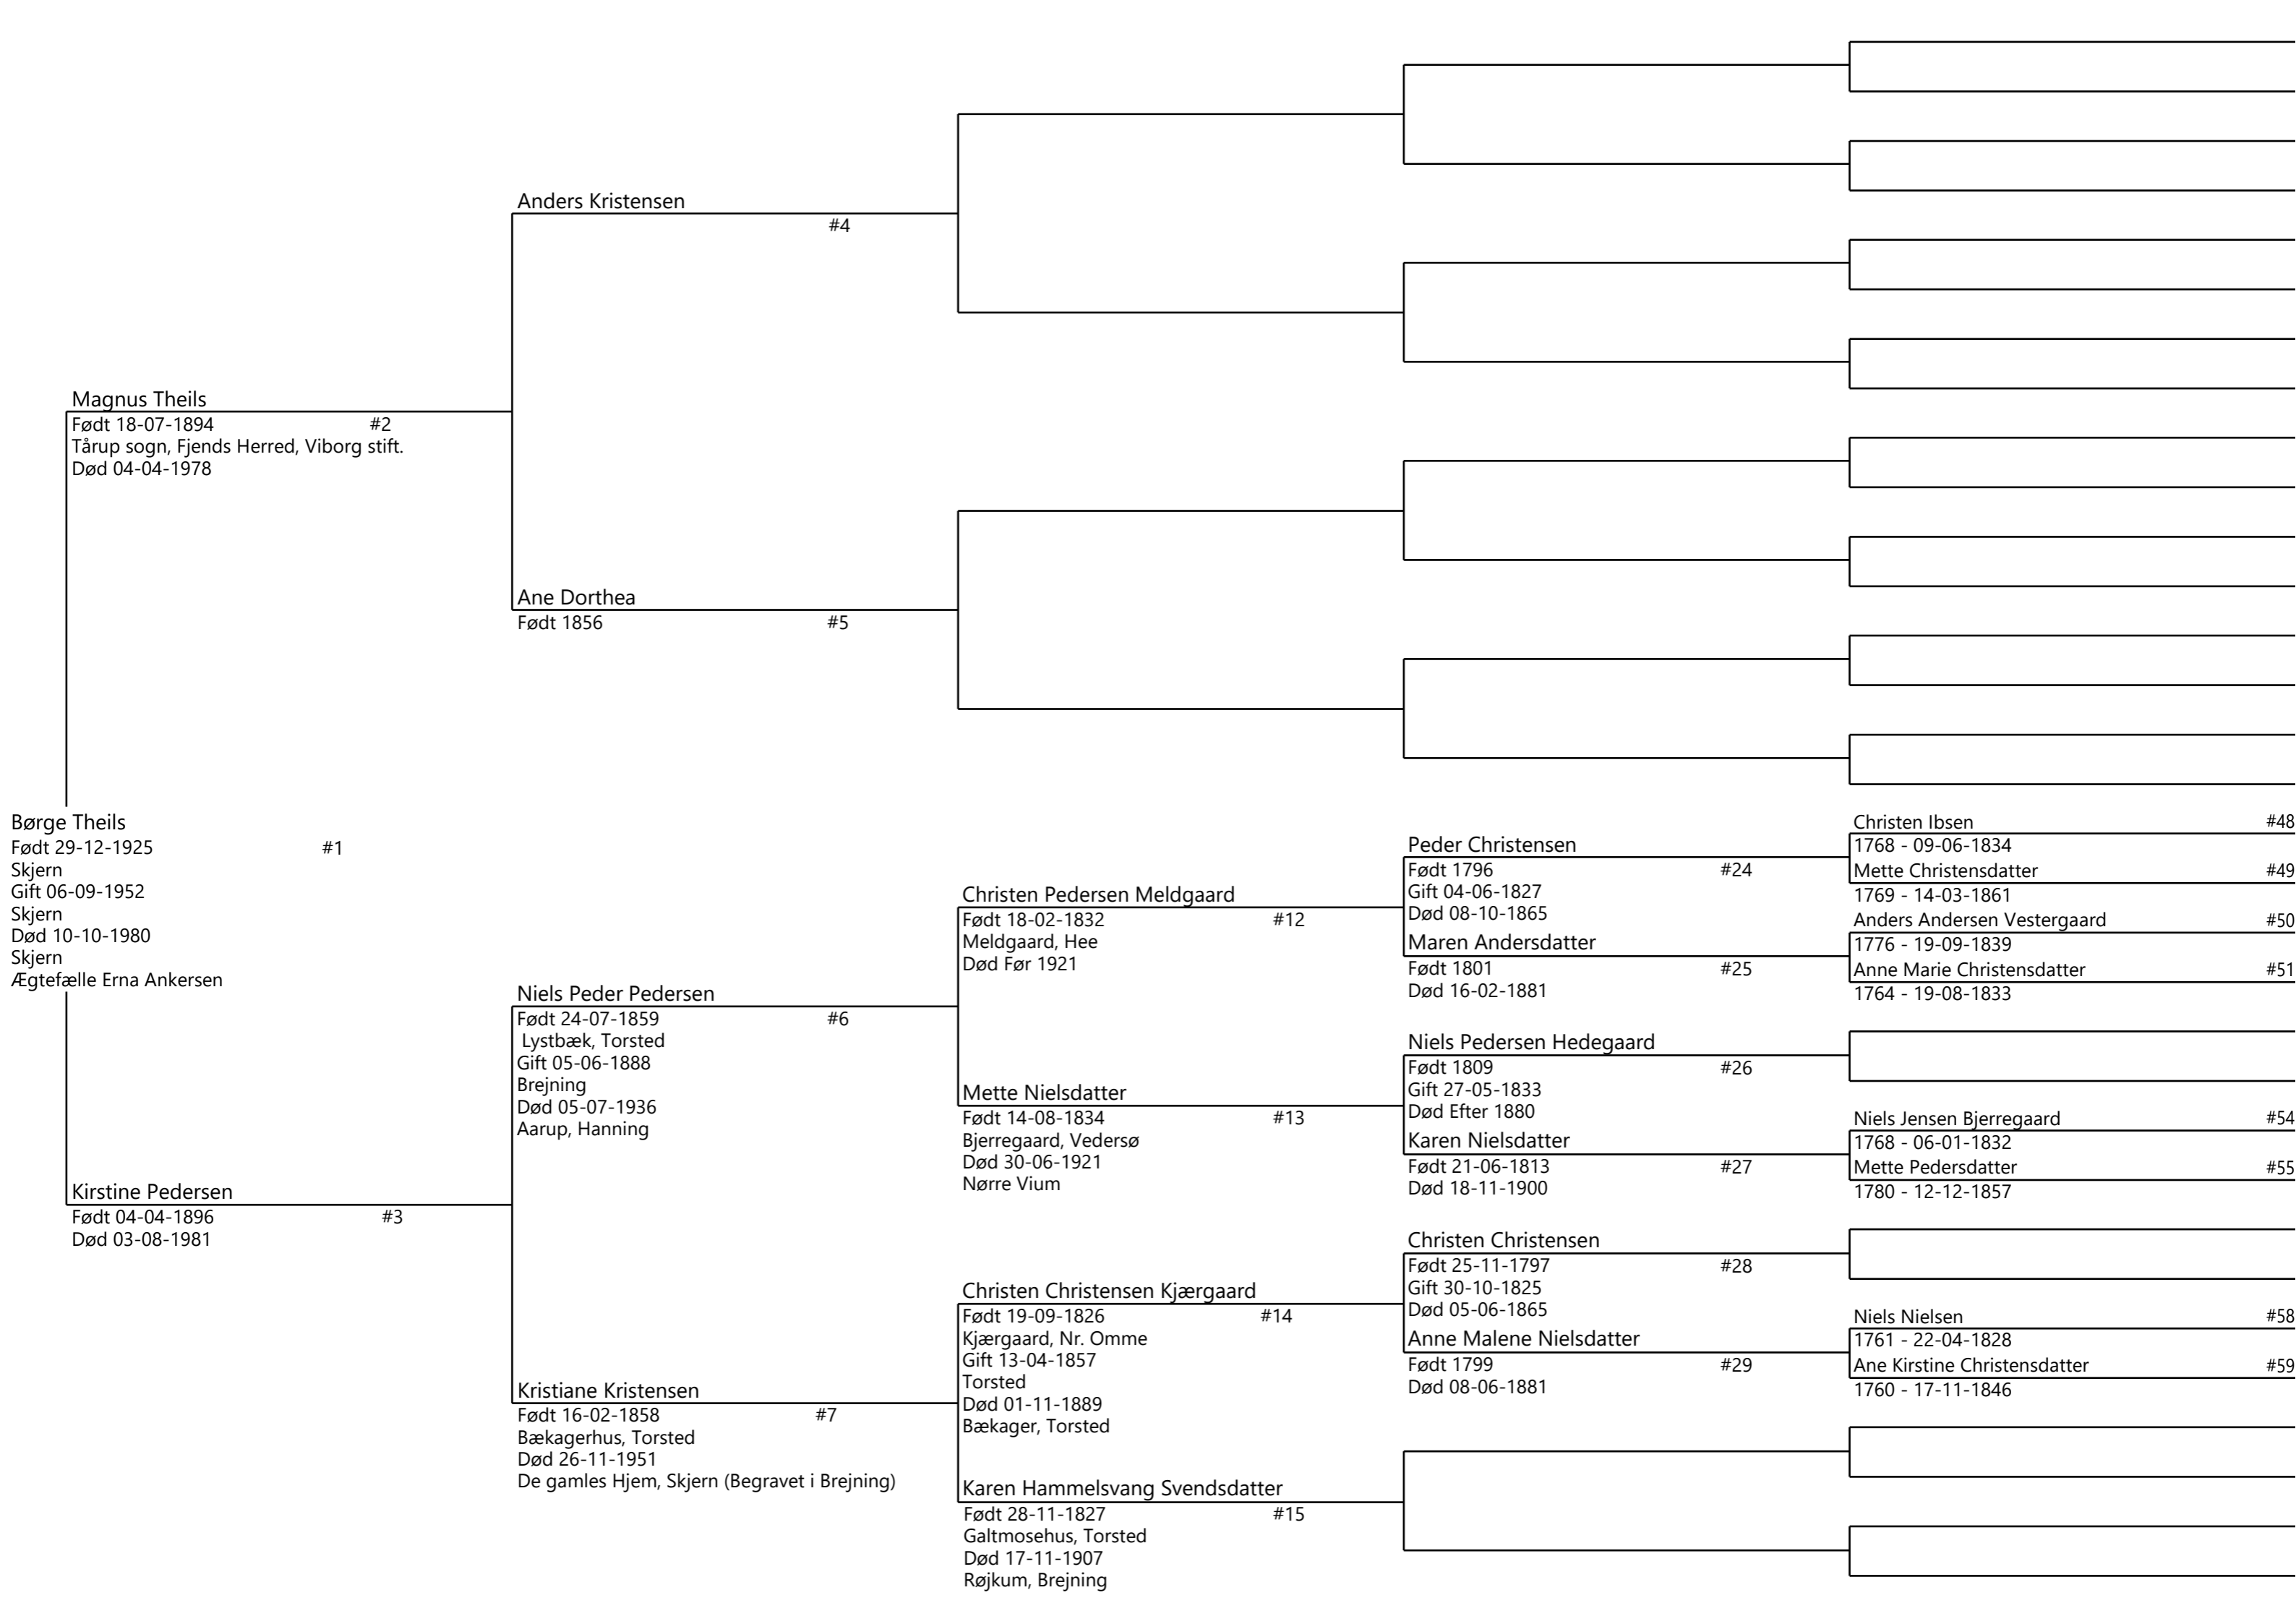 Anders Kristensen
#4
Magnus Theils
Født 18-07-1894 #2
Tårup sogn, Fjends Herred, Viborg stift.
Død 04-04-1978
Ane Dorthea
Født 1856 #5
Børge Theils
Født 29-12-1925 #1
Skjern
Gift 06-09-1952
Skjern
Død 10-10-1980
Skjern
Ægtefælle Erna Ankersen
Kirstine Pedersen
Født 04-04-1896 #3
Død 03-08-1981
Niels Peder Pedersen
Født 24-07-1859 #6
Lystbæk, Torsted
Gift 05-06-1888
Brejning
Død 05-07-1936
Aarup, Hanning
Kristiane Kristensen
Født 16-02-1858 #7
Bækagerhus, Torsted
Død 26-11-1951
De gamles Hjem, Skjern (Begravet i Brejning)
Christen Pedersen Meldgaard
Født 18-02-1832 #12
Meldgaard, Hee
Død Før 1921
Mette Nielsdatter
Født 14-08-1834 #13
Bjerregaard, Vedersø
Død 30-06-1921
Nørre Vium
Christen Christensen Kjærgaard
Født 19-09-1826 #14
Kjærgaard, Nr. Omme
Gift 13-04-1857
Torsted
Død 01-11-1889
Bækager, Torsted
Karen Hammelsvang Svendsdatter
Født 28-11-1827 #15
Galtmosehus, Torsted
Død 17-11-1907
Røjkum, Brejning
Peder Christensen
Født 1796 #24
Gift 04-06-1827
Død 08-10-1865
Maren Andersdatter
Født 1801 #25
Død 16-02-1881
Niels Pedersen Hedegaard
Født 1809 #26
Gift 27-05-1833
Død Efter 1880
Karen Nielsdatter
Født 21-06-1813 #27
Død 18-11-1900
Christen Christensen
Født 25-11-1797 #28
Gift 30-10-1825
Død 05-06-1865
Anne Malene Nielsdatter
Født 1799 #29
Død 08-06-1881
Christen Ibsen #48
1768 - 09-06-1834
Mette Christensdatter #49
1769 - 14-03-1861
Anders Andersen Vestergaard #50
1776 - 19-09-1839
Anne Marie Christensdatter #51
1764 - 19-08-1833
Niels Jensen Bjerregaard #54
1768 - 06-01-1832
Mette Pedersdatter #55
1780 - 12-12-1857
Niels Nielsen #58
1761 - 22-04-1828
Ane Kirstine Christensdatter #59
1760 - 17-11-1846